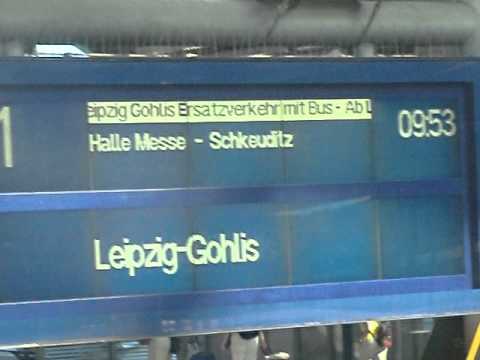 1
eipzig Gohlis Ersatzverkehr mit Bus - Ab L
09:53
Halle Messe - Schkeuditz
Leipzig-Gohlis